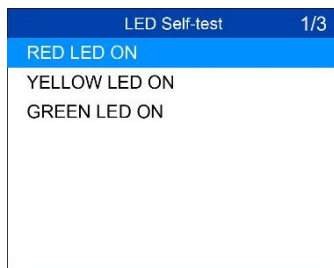 LED Self-test 1/3
RED LED ON
YELLOW LED ON
GREEN LED ON